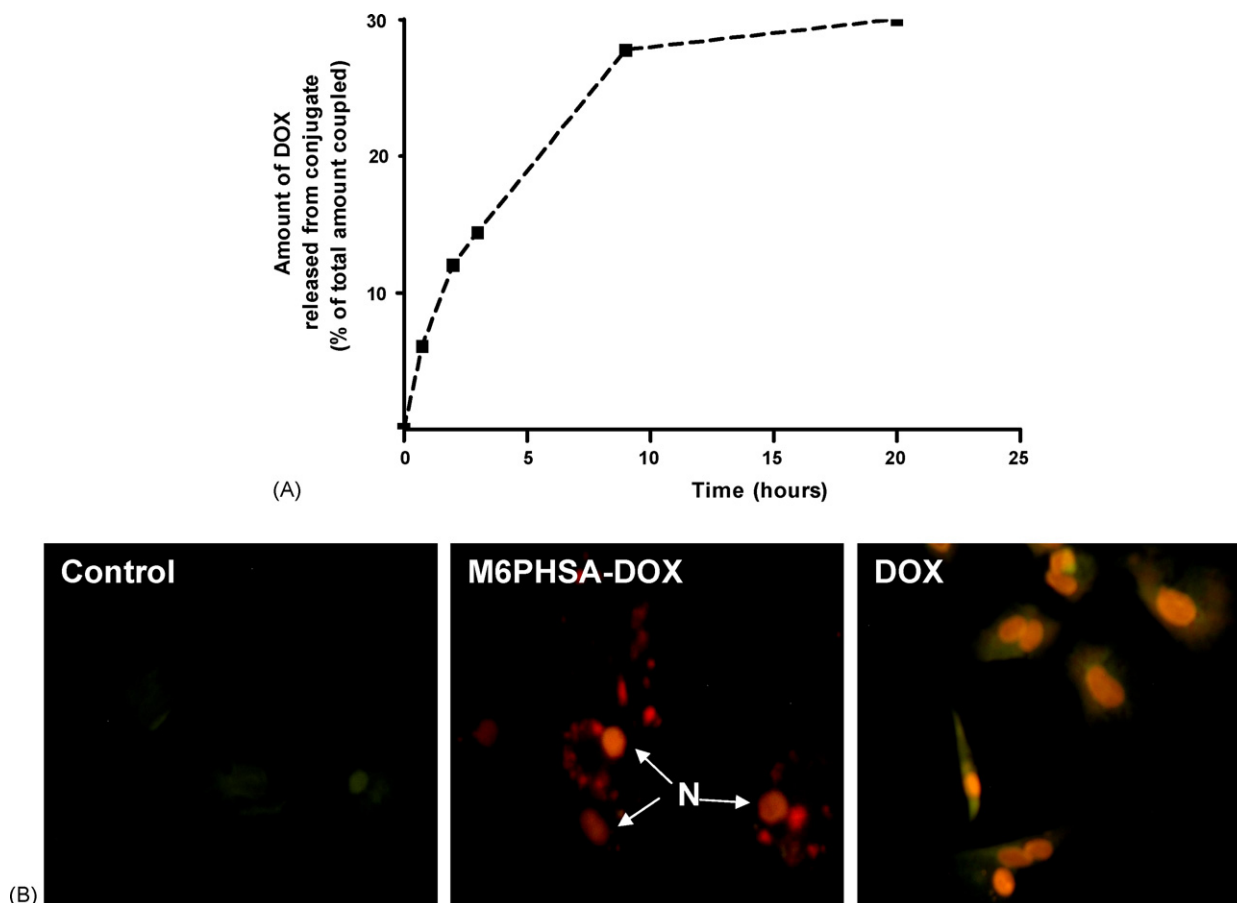 30
20
10
Amount of DOX
released from conjugate
(% of total amount coupled)
0 5 10 15 20 25
Time (hours)
(A)
Control
M6PHSA-DOX
DOX
N
(B)